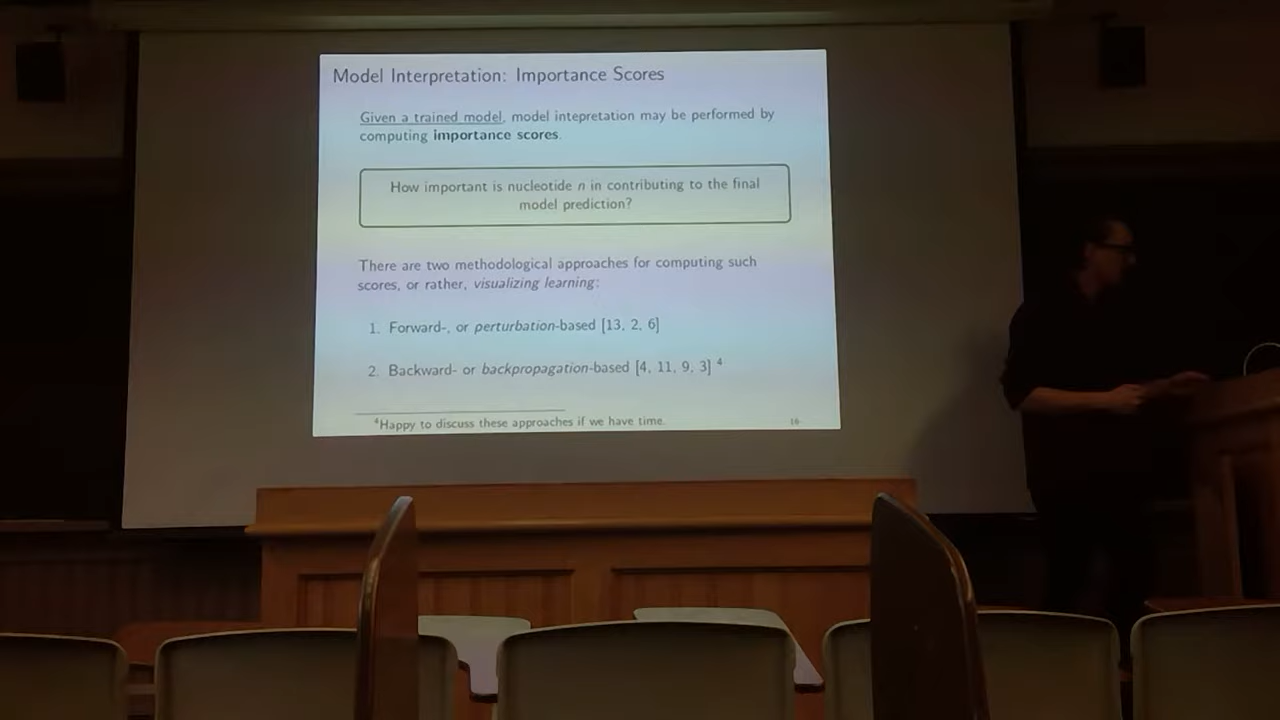 Model Interpretation: Importance Scores
Given a trained model, model intepretation may be performed by
computing importance scores.
How important is nucleotide n in contributing to the final
model prediction?
There are two methodological approaches for computing such
scores, or rather, visualizing learning:
1. Forward-, or perturbation-based [13, 2, 6]
2. Backward- or backpropagation-based [4, 11, 9, 3] 4
4Happy to discuss these approaches if we have time.
16